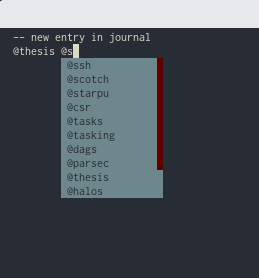 -- new entry in journal
@thesis @s
@ssh
@scotch
@starpu
@csr
@tasks
@tasking
@dags
@parsec
@thesis
@halos